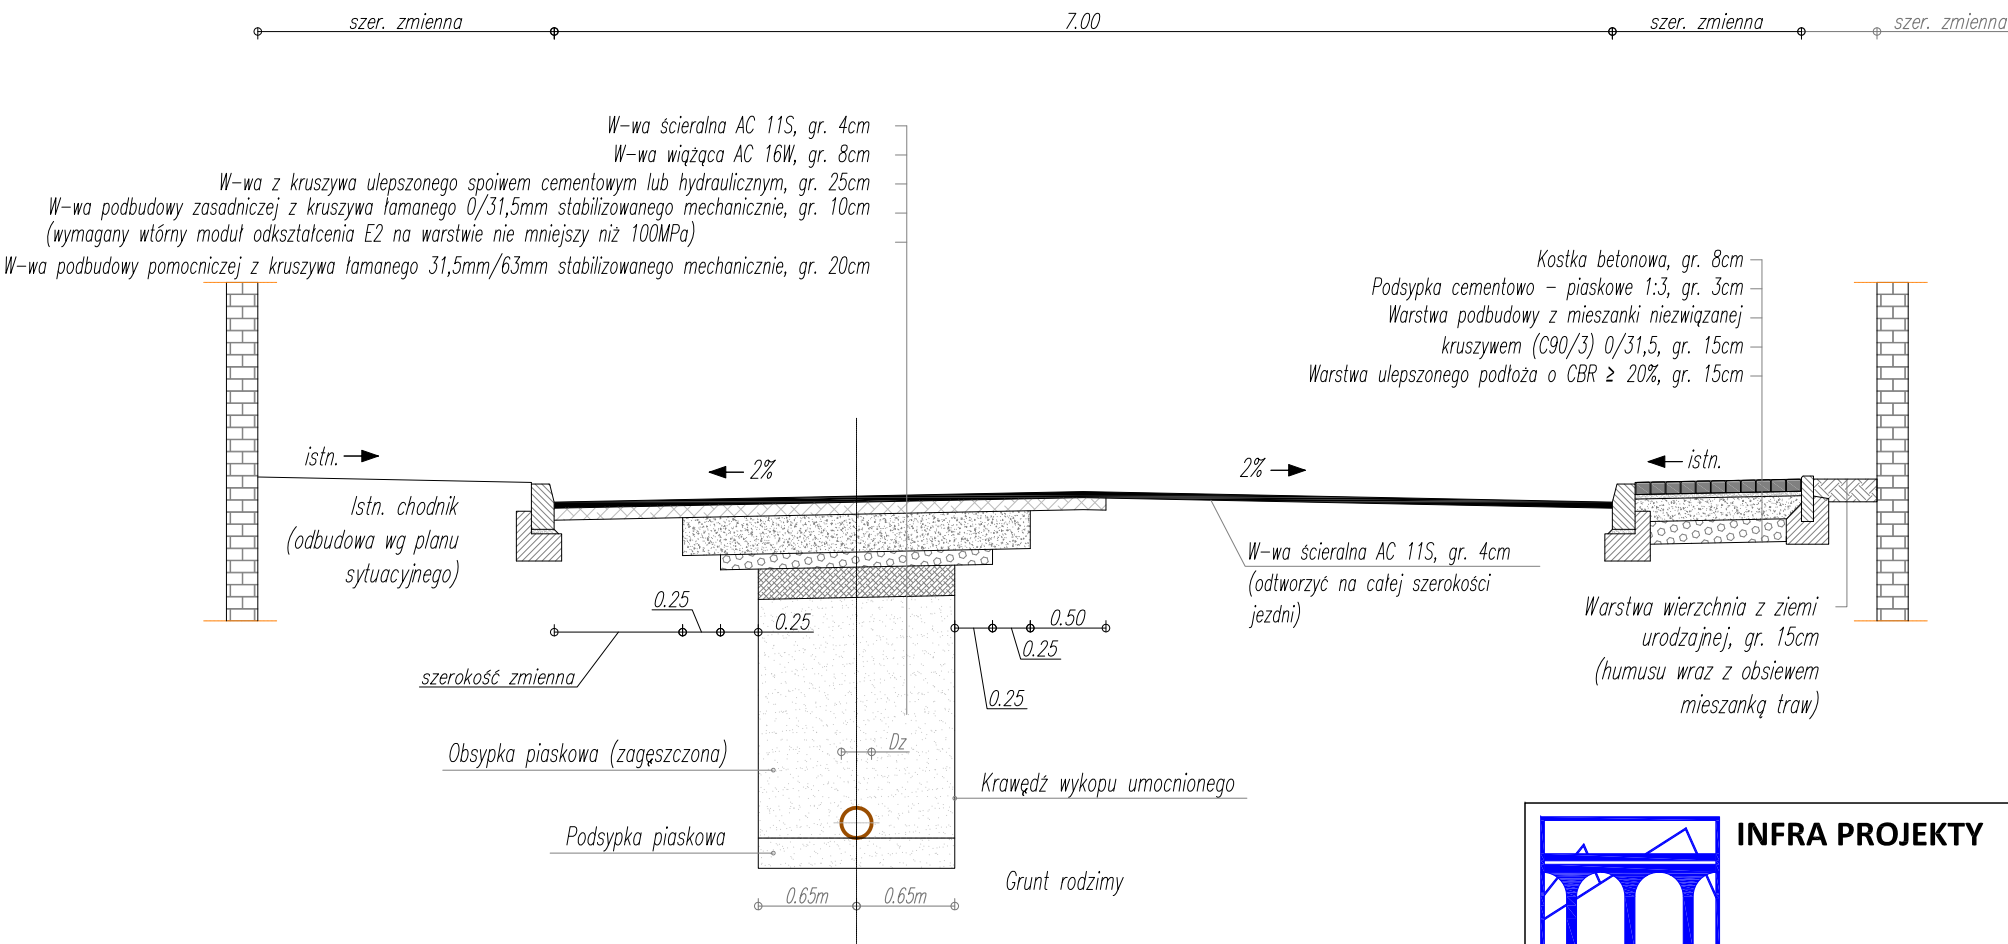 szer. zmienna
7.00
szer. zmienna
szer. zmienna
W-wa ścieralna AC 11S, gr. 4cm
W-wa wiążąca AC 16W, gr. 8cm
W-wa z kruszywa ulepszonego spoiwem cementowym lub hydraulicznym, gr. 25cm
W-wa podbudowy zasadniczej z kruszywa łamanego 0/31,5mm stabilizowanego mechanicznie, gr. 10cm
(wymagany wtórny moduł odkształcenia E2 na warstwie nie mniejszy niż 100MPa)
W-wa podbudowy pomocniczej z kruszywa łamanego 31,5mm/63mm stabilizowanego mechanicznie, gr. 20cm
Kostka betonowa, gr. 8cm
Podsypka cementowo – piaskowe 1:3, gr. 3cm
Warstwa podbudowy z mieszanki niezwiązanej
kruszywem (C90/3) 0/31,5, gr. 15cm
Warstwa ulepszonego podłoża o CBR ≥ 20%, gr. 15cm
istn.
2%
2%
istn.
Istn. chodnik
(odbudowa wg planu
sytuacyjnego)
W-wa ścieralna AC 11S, gr. 4cm
(odtworzyć na całej szerokości
jezdni)
0.25
0.25
szerokość zmienna
0.50
0.25
0.25
Warstwa wierzchnia z ziemi
urodzajnej, gr. 15cm
(humusu wraz z obsiewem
mieszanką traw)
Obsypka piaskowa (zagęszczona)
Dz
Krawędź wykopu umocnionego
Podsypka piaskowa
Grunt rodzimy
0.65m
0.65m
INFRA PROJEKTY